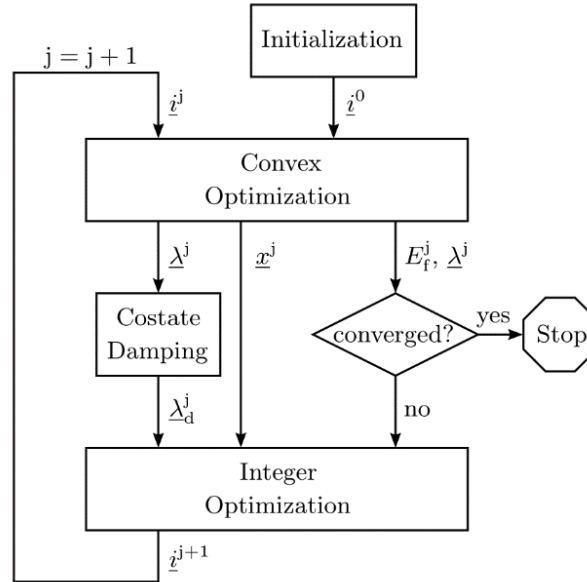 Initialization
j = j + 1
i^j
i^0
Convex
Optimization
λ^j
x^j
E_f^j, λ^j
Costate
Damping
converged?
yes
Stop
λ_d^j
no
Integer
Optimization
i^{j+1}